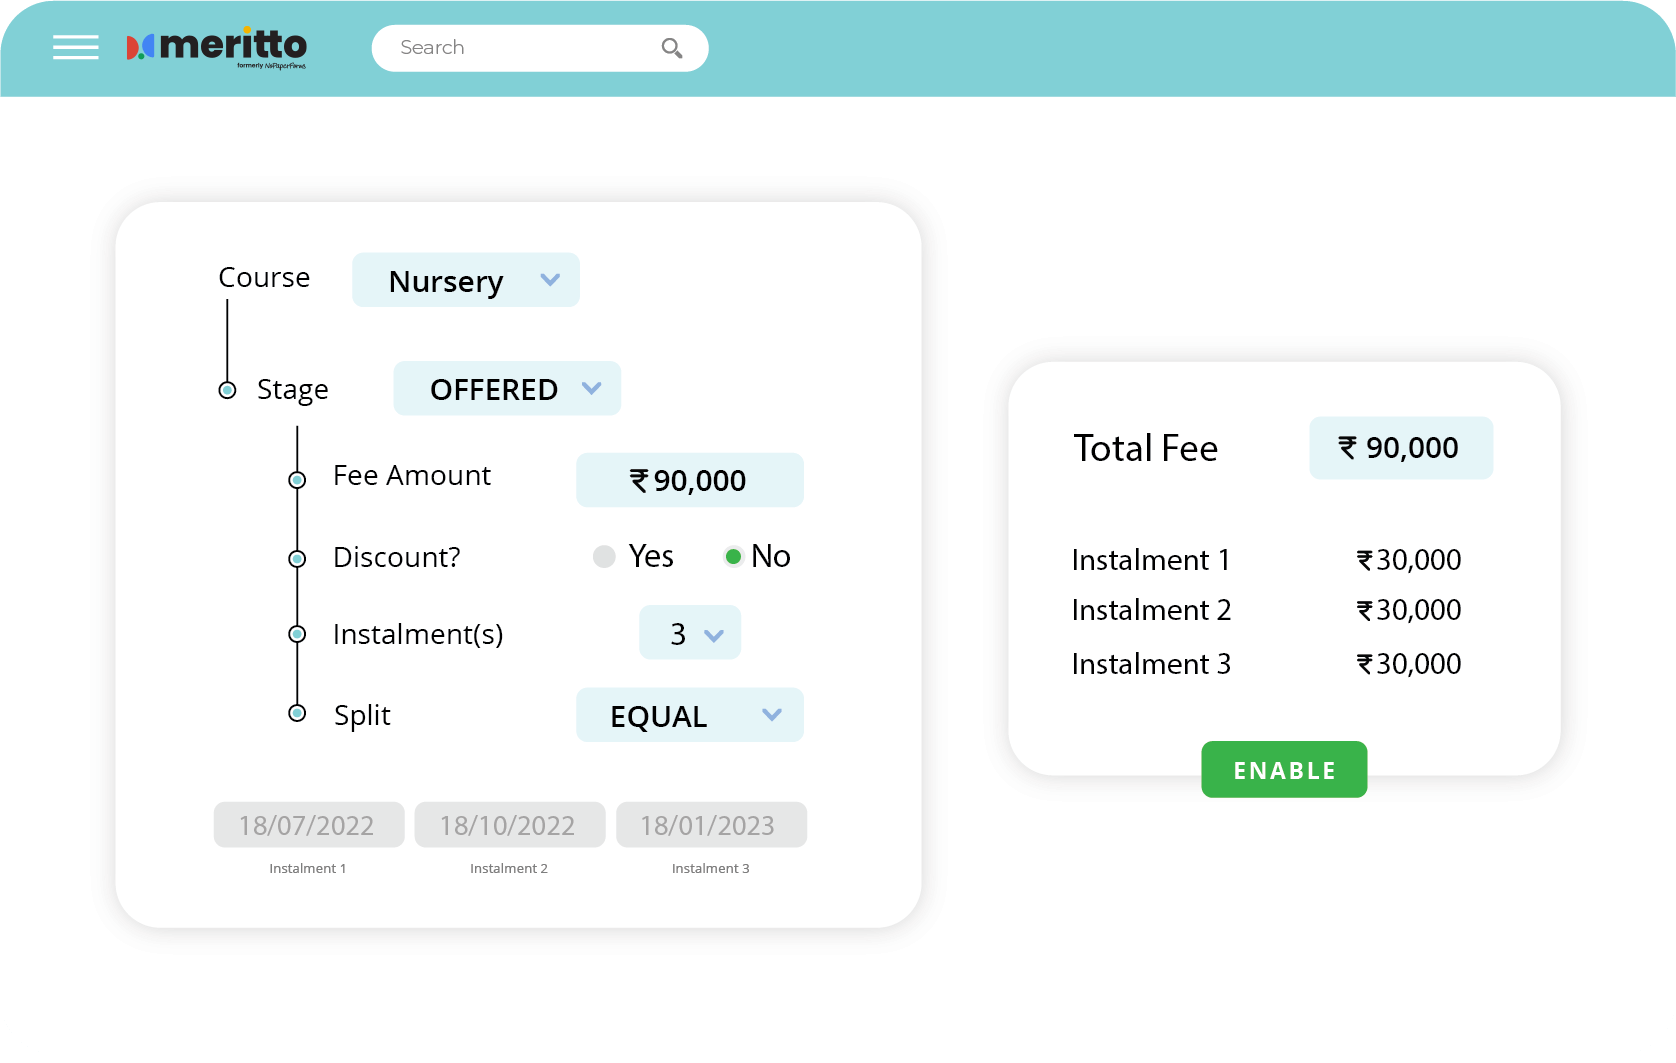 meritto
formerly NoPaperForms
Search
Course
Nursery
Stage
OFFERED
Fee Amount
₹ 90,000
Discount?
Yes
No
Instalment(s)
3
Split
EQUAL
18/07/2022
18/10/2022
18/01/2023
Instalment 1
Instalment 2
Instalment 3
Total Fee
₹ 90,000
Instalment 1
₹30,000
Instalment 2
₹30,000
Instalment 3
₹30,000
ENABLE